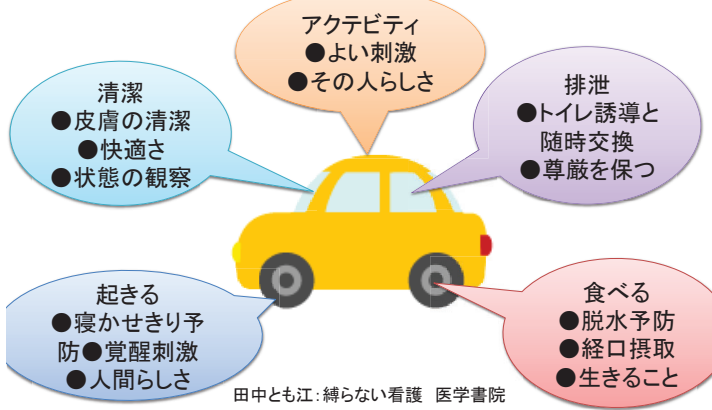 アクテビティ
●よい刺激
●その人らしさ
清潔
●皮膚の清潔
●快適さ
●状態の観察
排泄
●トイレ誘導と
随時交換
●尊厳を保つ
起きる
●寝かせきり予
防●覚醒刺激
●人間らしさ
食べる
●脱水予防
●経口摂取
●生きること
田中とも江:縛らない看護 医学書院